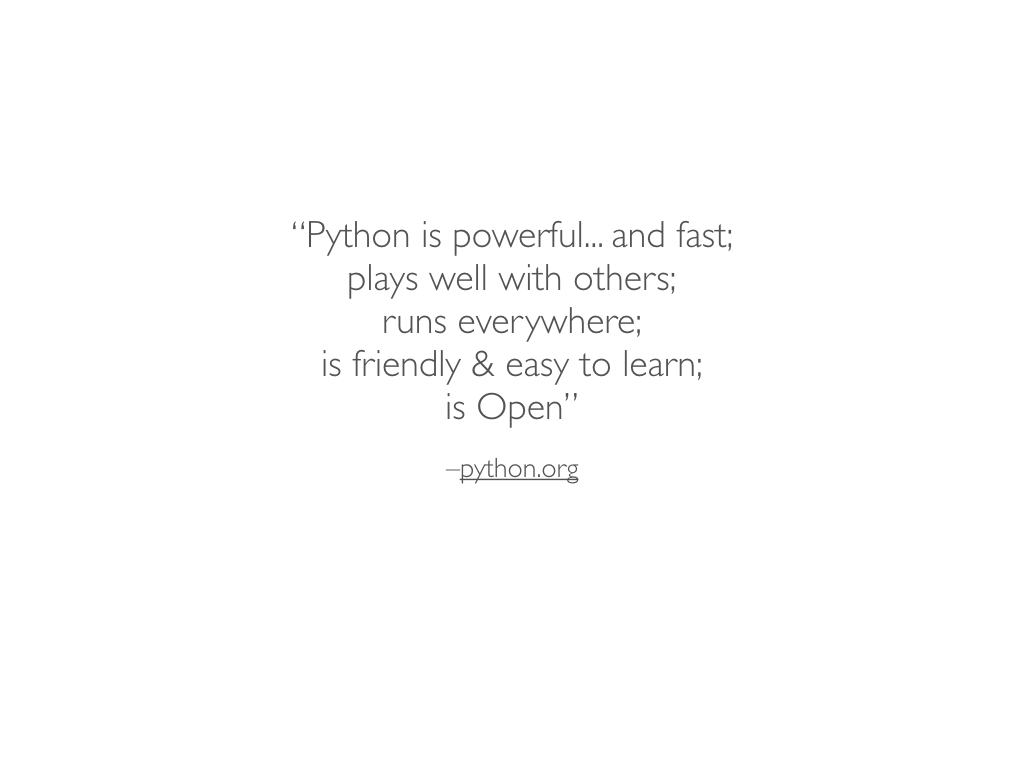 “Python is powerful... and fast;
plays well with others;
runs everywhere;
is friendly & easy to learn;
is Open”
–python.org